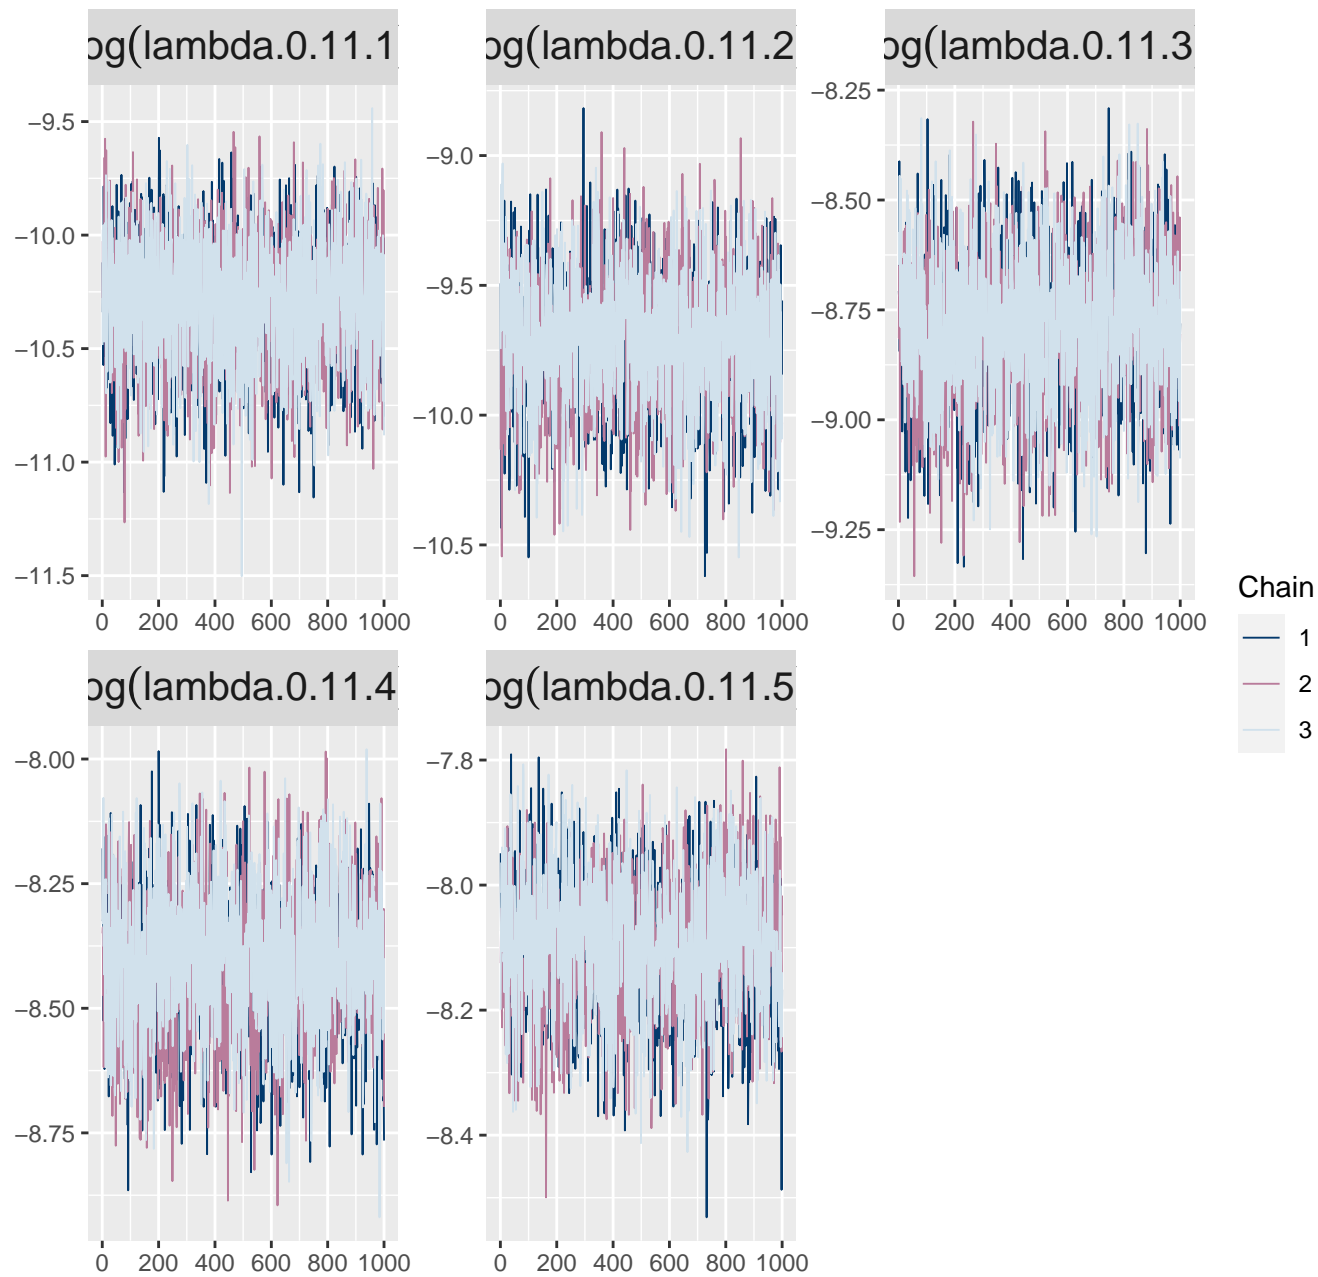 og(lambda.0.11.1
−9.5
−10.0
−10.5
−11.0
−11.5
0 200 400 600 800 1000
og(lambda.0.11.2
−9.0
−9.5
−10.0
−10.5
0 200 400 600 800 1000
og(lambda.0.11.3
−8.25
−8.50
−8.75
−9.00
−9.25
0 200 400 600 800 1000
og(lambda.0.11.4
−8.00
−8.25
−8.50
−8.75
0 200 400 600 800 1000
og(lambda.0.11.5
−7.8
−8.0
−8.2
−8.4
0 200 400 600 800 1000
Chain
1
2
3